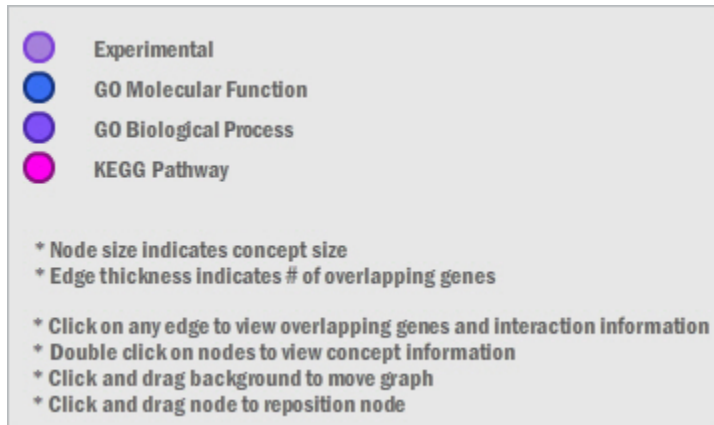 Experimental
GO Molecular Function
GO Biological Process
KEGG Pathway
* Node size indicates concept size
* Edge thickness indicates # of overlapping genes
* Click on any edge to view overlapping genes and interaction information
* Double click on nodes to view concept information
* Click and drag background to move graph
* Click and drag node to reposition node